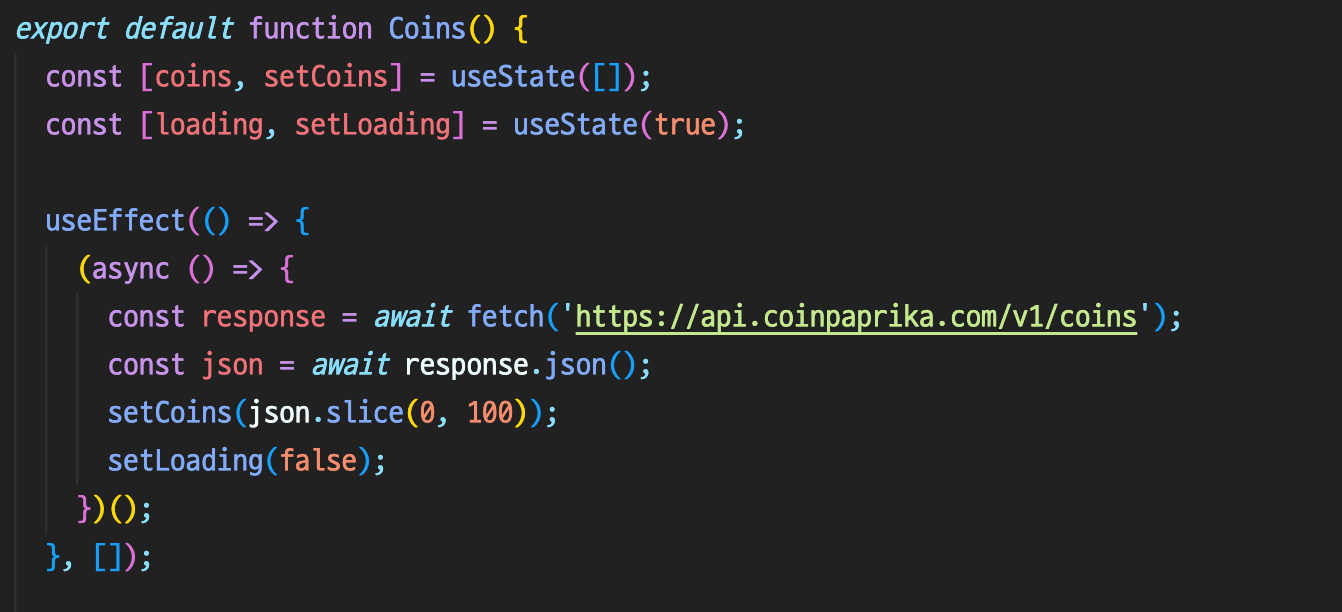 export default function Coins() {
const [coins, setCoins] = useState([]);
const [loading, setLoading] = useState(true);
useEffect(() => {
(async () => {
const response = await fetch('https://api.coinpaprika.com/v1/coins');
const json = await response.json();
setCoins(json.slice(0, 100));
setLoading(false);
})();
}, []);